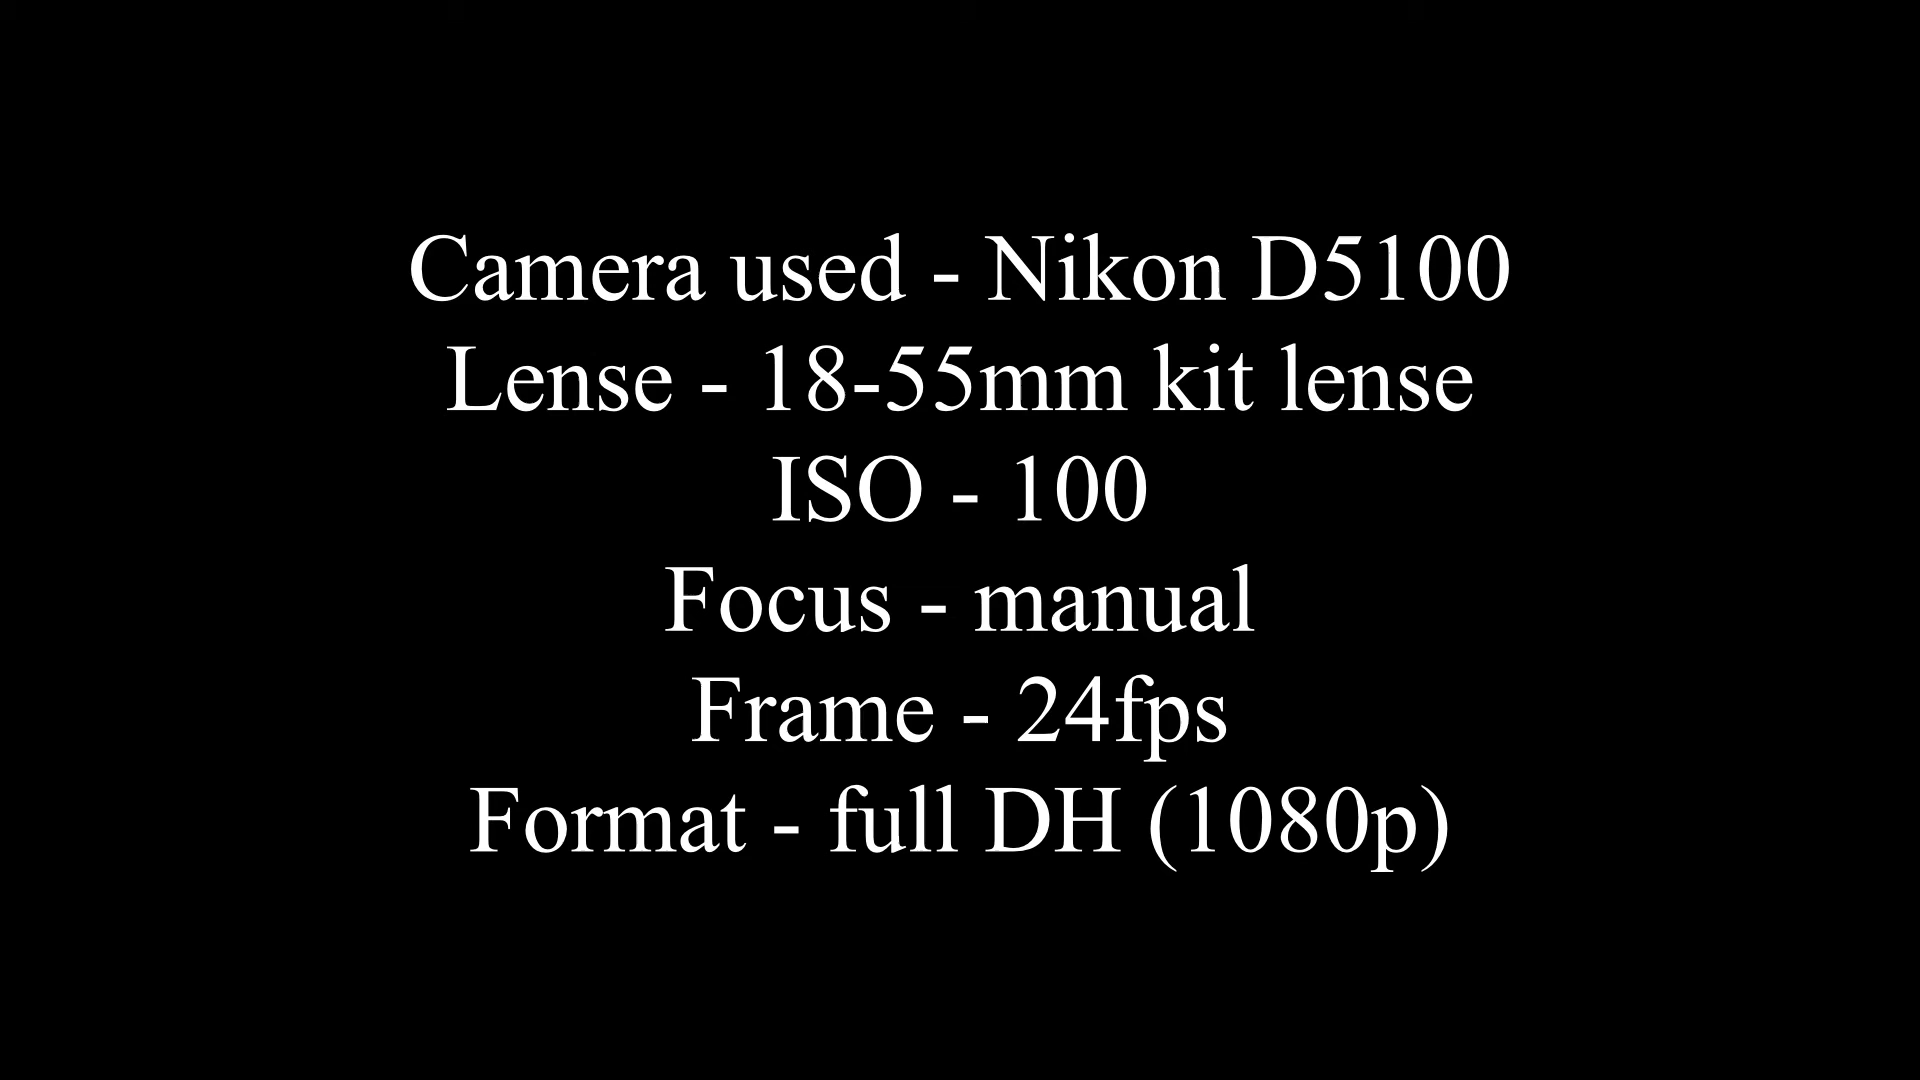 Camera used - Nikon D5100
Lense - 18-55mm kit lense
ISO - 100
Focus - manual
Frame - 24fps
Format - full DH (1080p)